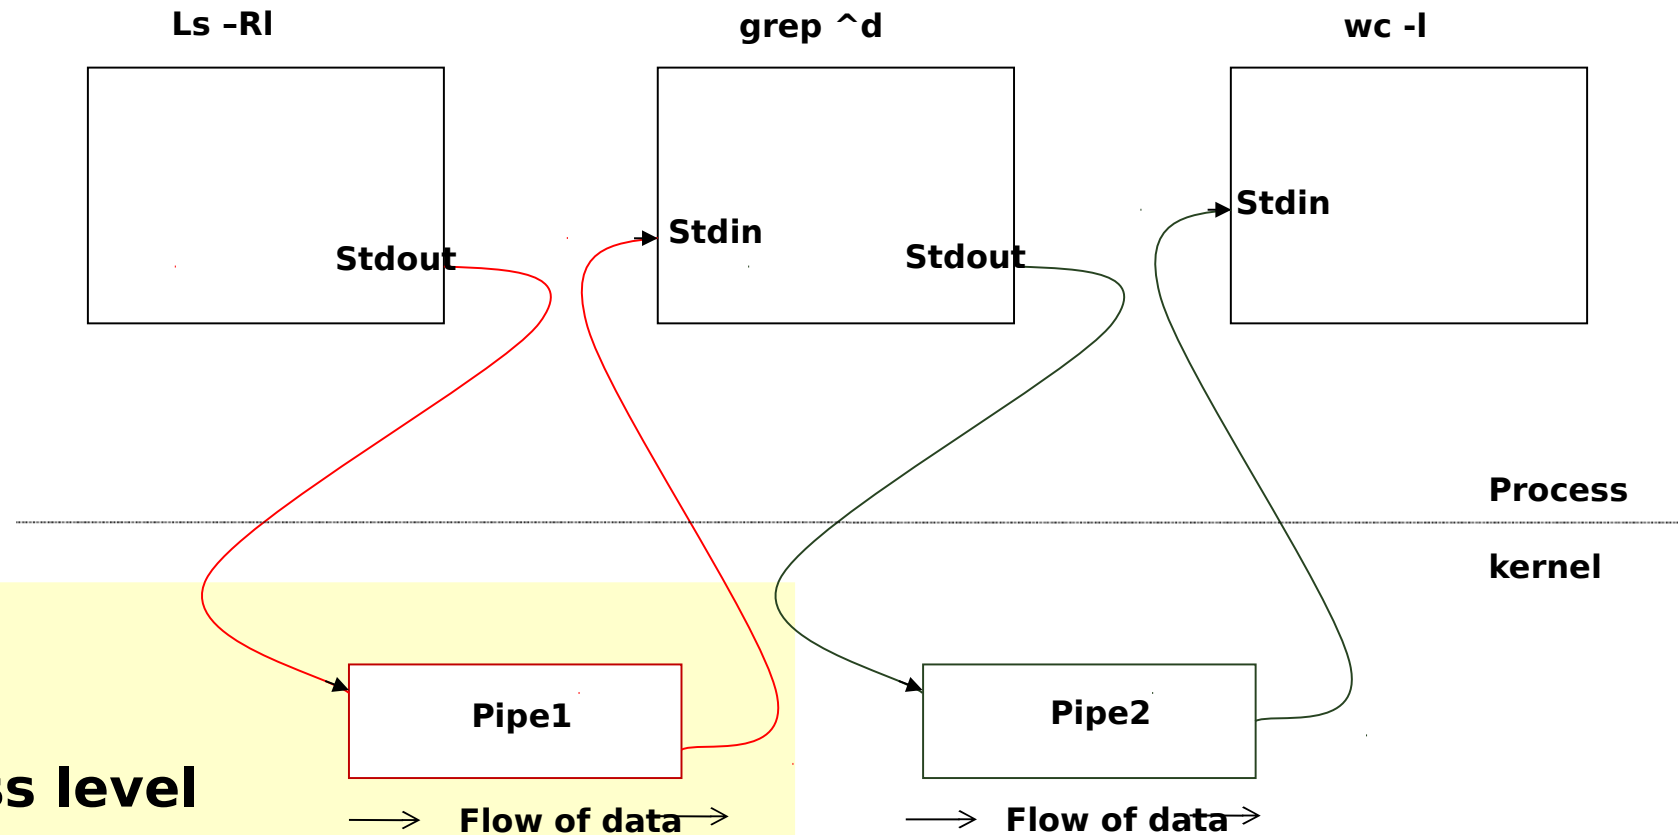 Ls –Rl
grep ^d
wc -l
Stdout
Stdin
Stdout
Stdin
Process
kernel
Pipe1
Pipe2
level
Flow of data
Flow of data